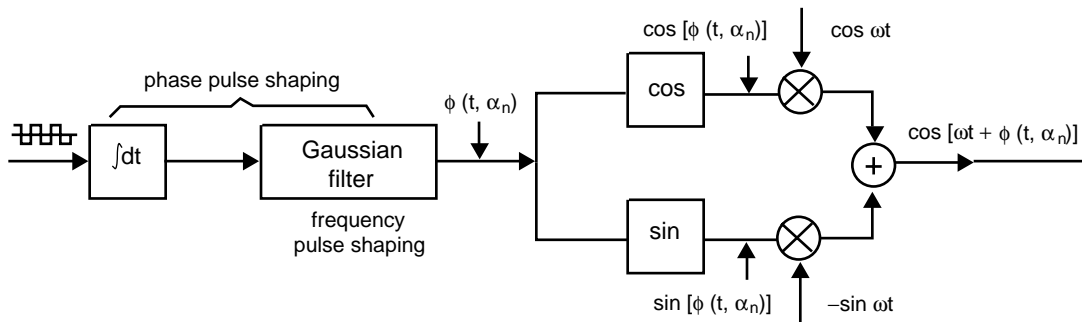 cos [ϕ (t, αn)]
cos ωt
phase pulse shaping
ϕ (t, αn)
cos
cos [ωt + ϕ (t, αn)]
∫dt
Gaussian
filter
+
frequency
pulse shaping
sin
sin [ϕ (t, αn)]
−sin ωt